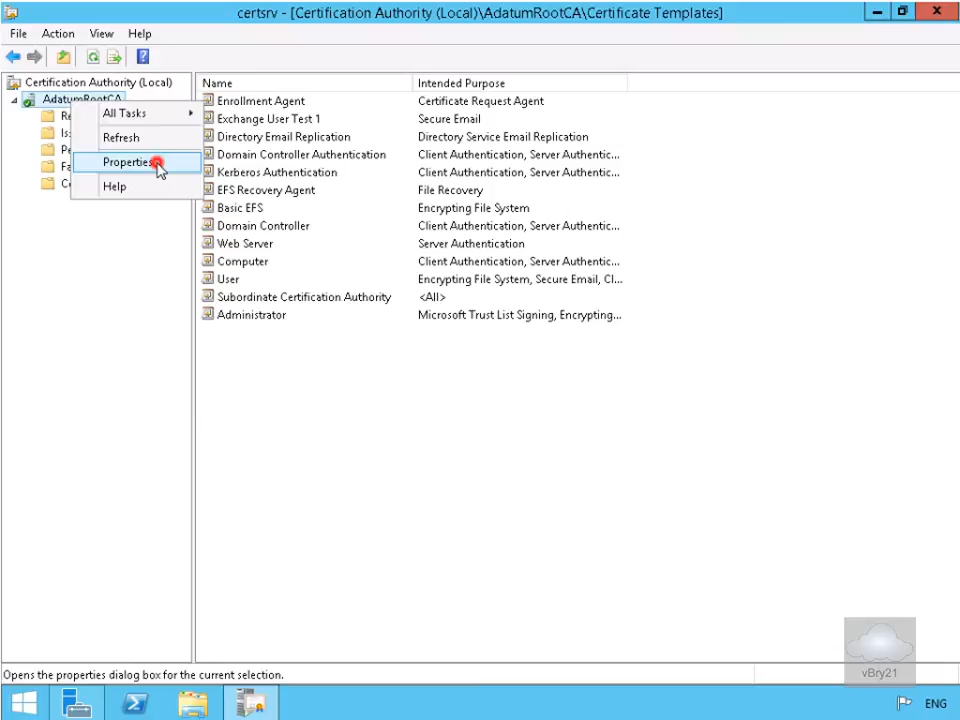 certsrv - [Certification Authority (Local)\AdatumRootCA\Certificate Templates]
File Action View Help
Certification Authority (Local)
AdatumRootCA
All Tasks
Refresh
Properties
Help
Name Intended Purpose
Enrollment Agent Certificate Request Agent
Exchange User Test 1 Secure Email
Directory Email Replication Directory Service Email Replication
Domain Controller Authentication Client Authentication, Server Authentic...
Kerberos Authentication Client Authentication, Server Authentic...
EFS Recovery Agent File Recovery
Basic EFS Encrypting File System
Domain Controller Client Authentication, Server Authentic...
Web Server Server Authentication
Computer Client Authentication, Server Authentic...
User Encrypting File System, Secure Email, Cl...
Subordinate Certification Authority <All>
Administrator Microsoft Trust List Signing, Encrypting...
vBry21
Opens the properties dialog box for the current selection.
ENG